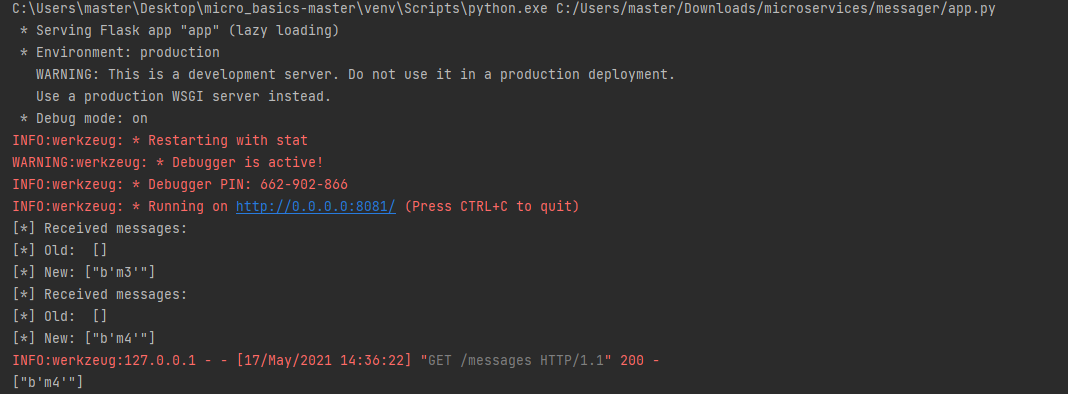 C:\Users\master\Desktop\micro_basics-master\venv\Scripts\python.exe C:/Users/master/Downloads/microservices/messager/app.py
 * Serving Flask app "app" (lazy loading)
 * Environment: production
   WARNING: This is a development server. Do not use it in a production deployment.
   Use a production WSGI server instead.
 * Debug mode: on
INFO:werkzeug: * Restarting with stat
WARNING:werkzeug: * Debugger is active!
INFO:werkzeug: * Debugger PIN: 662-902-866
INFO:werkzeug: * Running on http://0.0.0.0:8081/ (Press CTRL+C to quit)
[*] Received messages:
[*] Old:  []
[*] New: ["b'm3'"]
[*] Received messages:
[*] Old:  []
[*] New: ["b'm4'"]
INFO:werkzeug:127.0.0.1 - - [17/May/2021 14:36:22] "GET /messages HTTP/1.1" 200 -
["b'm4'"]